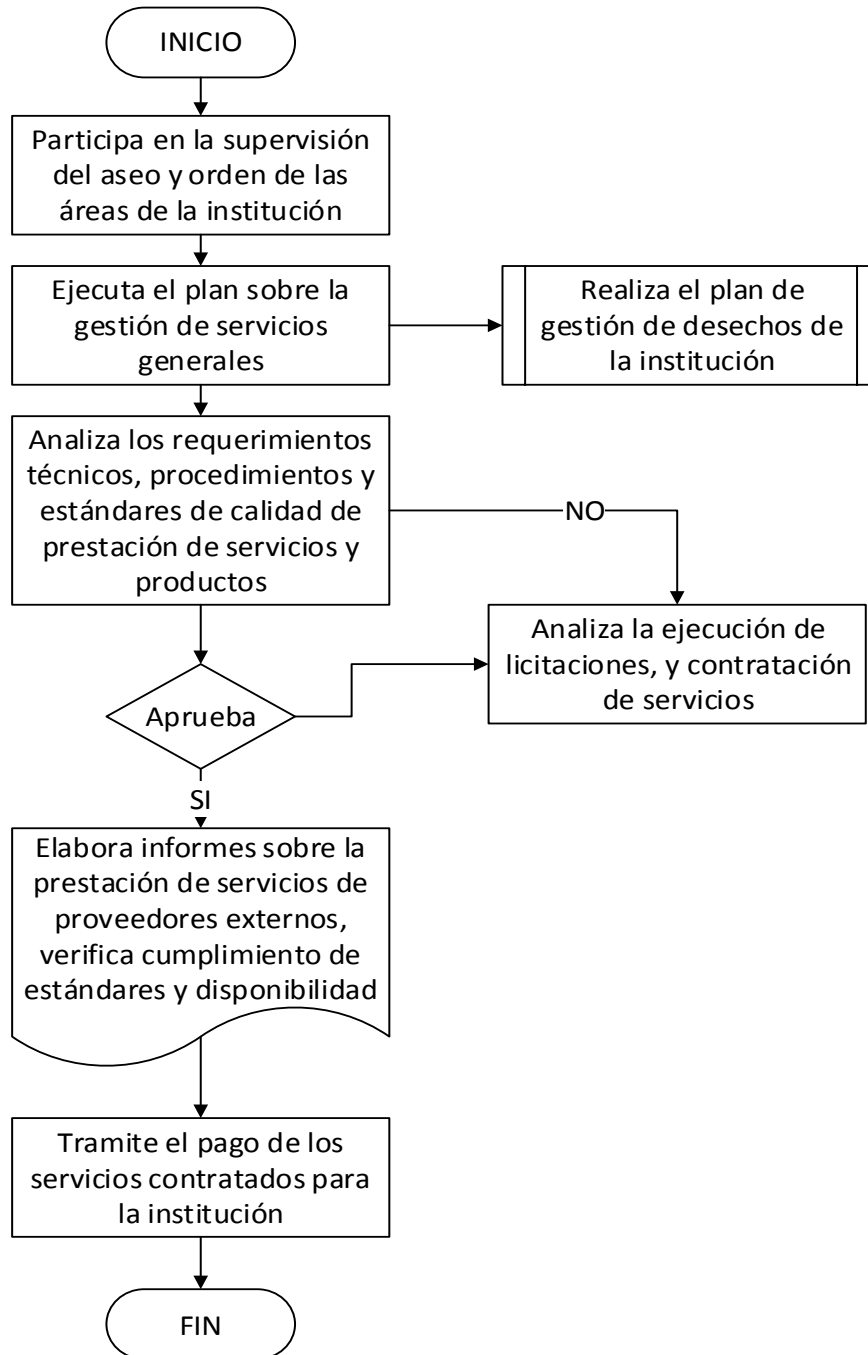 INICIO
Participa en la supervisión
del aseo y orden de las
áreas de la institución
Ejecuta el plan sobre la
gestión de servicios
generales
Realiza el plan de
gestión de desechos de
la institución
Analiza los requerimientos
técnicos, procedimientos y
estándares de calidad de
prestación de servicios y
productos
NO
Analiza la ejecución de
licitaciones, y contratación
de servicios
Aprueba
SI
Elabora informes sobre la
prestación de servicios de
proveedores externos,
verifica cumplimiento de
estándares y disponibilidad
Tramite el pago de los
servicios contratados para
la institución
FIN